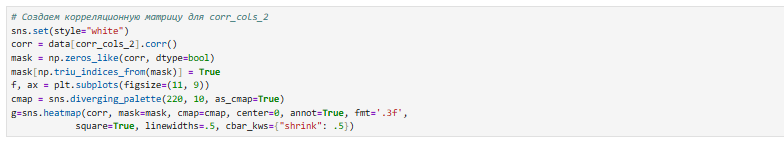 # Создаем корреляционную матрицу для corr_cols_2
sns.set(style="white")
corr = data[corr_cols_2].corr()
mask = np.zeros_like(corr, dtype=bool)
mask[np.triu_indices_from(mask)] = True
f, ax = plt.subplots(figsize=(11, 9))
cmap = sns.diverging_palette(220, 10, as_cmap=True)
g=sns.heatmap(corr, mask=mask, cmap=cmap, center=0, annot=True, fmt='.3f',
            square=True, linewidths=.5, cbar_kws={"shrink": .5})